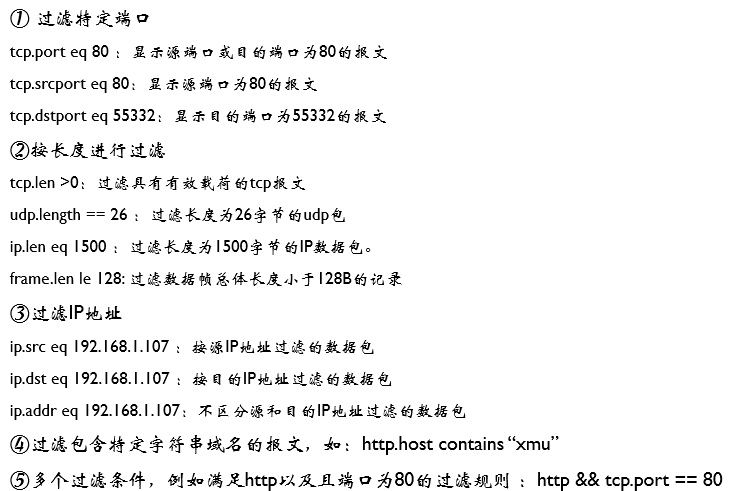 ① 过滤特定端口
tcp.port eq 80 ：显示源端口或目的端口为80的报文
tcp.srcport eq 80：显示源端口为80的报文
tcp.dstport eq 55332：显示目的端口为55332的报文
②按长度进行过滤
tcp.len >0：过滤具有有效载荷的tcp报文
udp.length == 26 ：过滤长度为26字节的udp包
ip.len eq 1500 ：过滤长度为1500字节的IP数据包。
frame.len le 128: 过滤数据帧总体长度小于128B的记录
③过滤IP地址
ip.src eq 192.168.1.107 ：按源IP地址过滤的数据包
ip.dst eq 192.168.1.107 ：按目的IP地址过滤的数据包
ip.addr eq 192.168.1.107：不区分源和目的IP地址过滤的数据包
④过滤包含特定字符串域名的报文，如：http.host contains “xmu”
⑤多个过滤条件，例如满足http以及且端口为80的过滤规则 ：http && tcp.port == 80